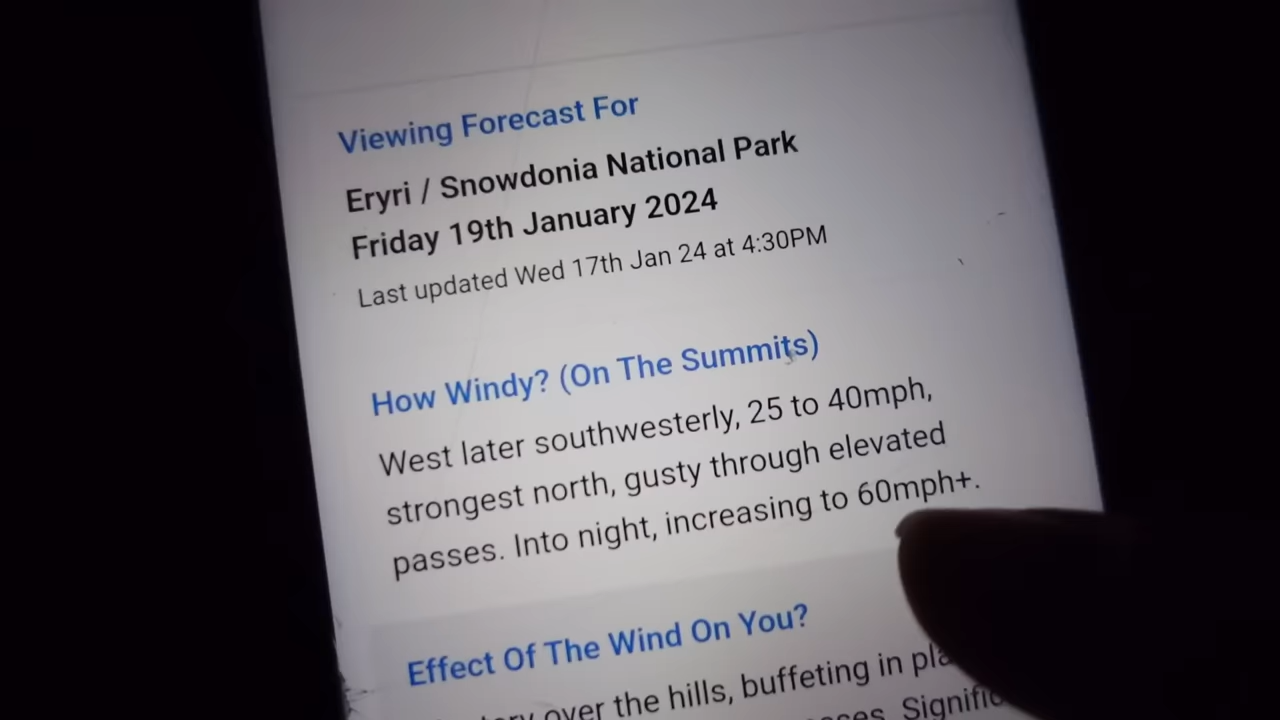 Viewing Forecast For
Eryri / Snowdonia National Park
Friday 19th January 2024
Last updated Wed 17th Jan 24 at 4:30PM
How Windy? (On The Summits)
West later southwesterly, 25 to 40mph,
strongest north, gusty through elevated
passes. Into night, increasing to 60mph+.
Effect Of The Wind On You?
over the hills, buffeting in